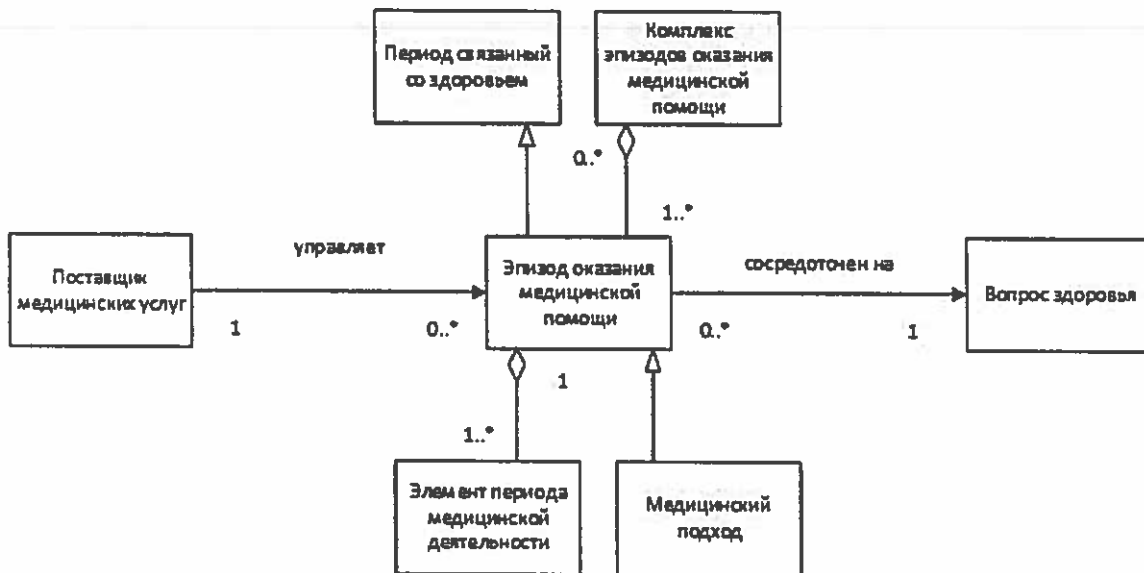 Период связанный
со здоровьем
Комплекс
эпизодов оказания
медицинской
помощи
0..*
1..*
управляет
сосредоточен на
Поставщик
медицинских услуг
Эпизод оказания
медицинской
помощи
Вопрос здоровья
1
0..*
0..*
1
1
1..*
Элемент периода
медицинской
деятельности
Медицинский
подход